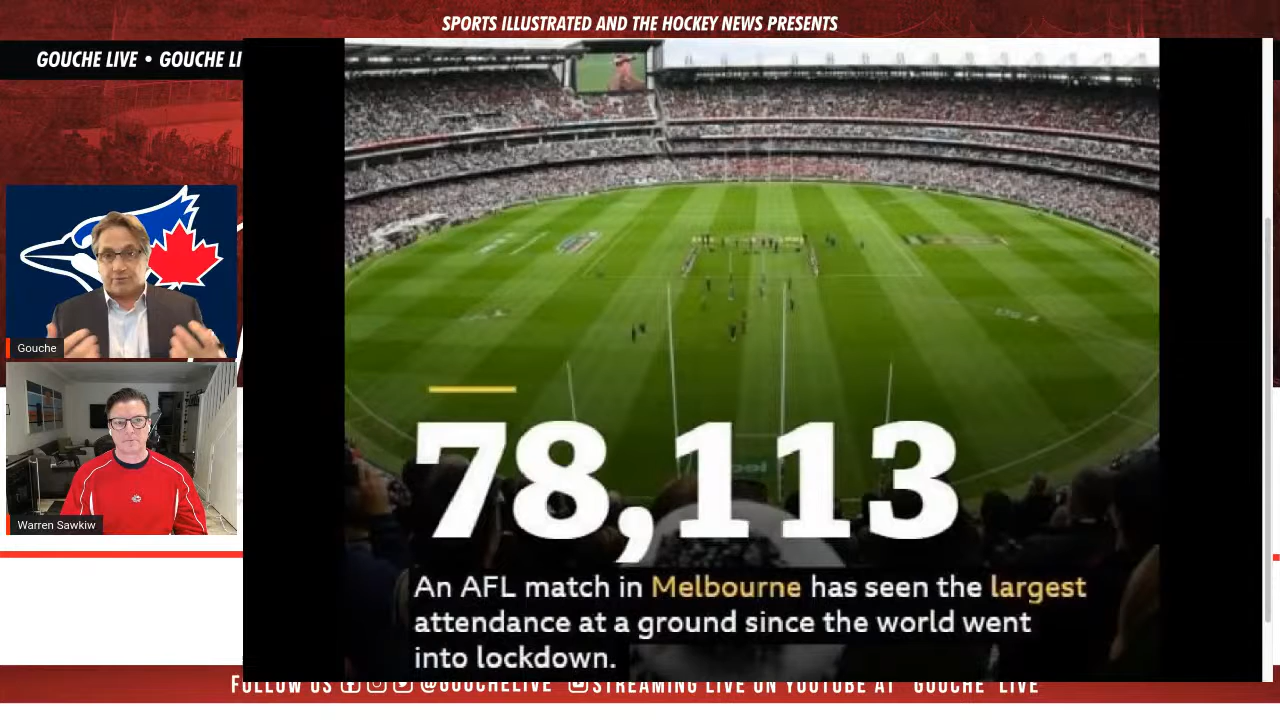 SPORTS ILLUSTRATED AND THE HOCKEY NEWS PRESENTS
GOUCHE LIVE • GOUCHE LI
Gouche
Warren Sawkiw
78,113
An AFL match in Melbourne has seen the largest
attendance at a ground since the world went
into lockdown.
FOLLOW US @GOUCHELIVE STREAMING LIVE ON YOUTUBE AT "GOUCHE LIVE"